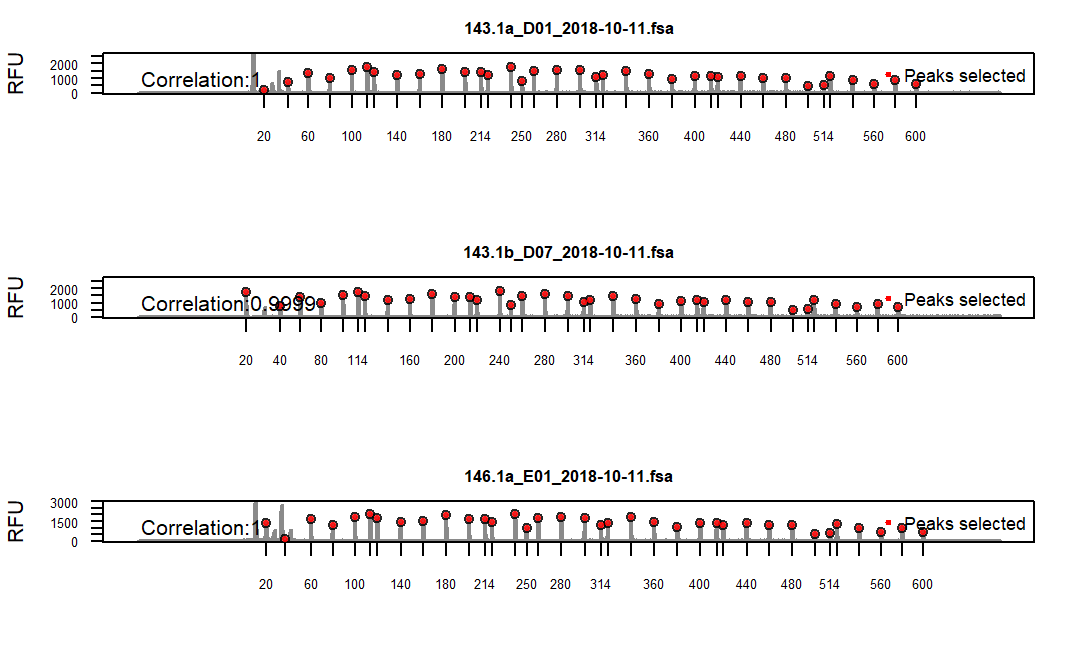 143.1a_D01_2018-10-11.fsa
RFU
2000
1000
0
Correlation:1
Peaks selected
20 60 100 140 180 214 250 280 314 360 400 440 480 514 560 600
143.1b_D07_2018-10-11.fsa
RFU
2000
1000
0
Correlation:0.9999
Peaks selected
20 40 80 114 160 200 240 280 314 360 400 440 480 514 560 600
146.1a_E01_2018-10-11.fsa
RFU
3000
1500
0
Correlation:1
Peaks selected
20 60 100 140 180 214 250 280 314 360 400 440 480 514 560 600